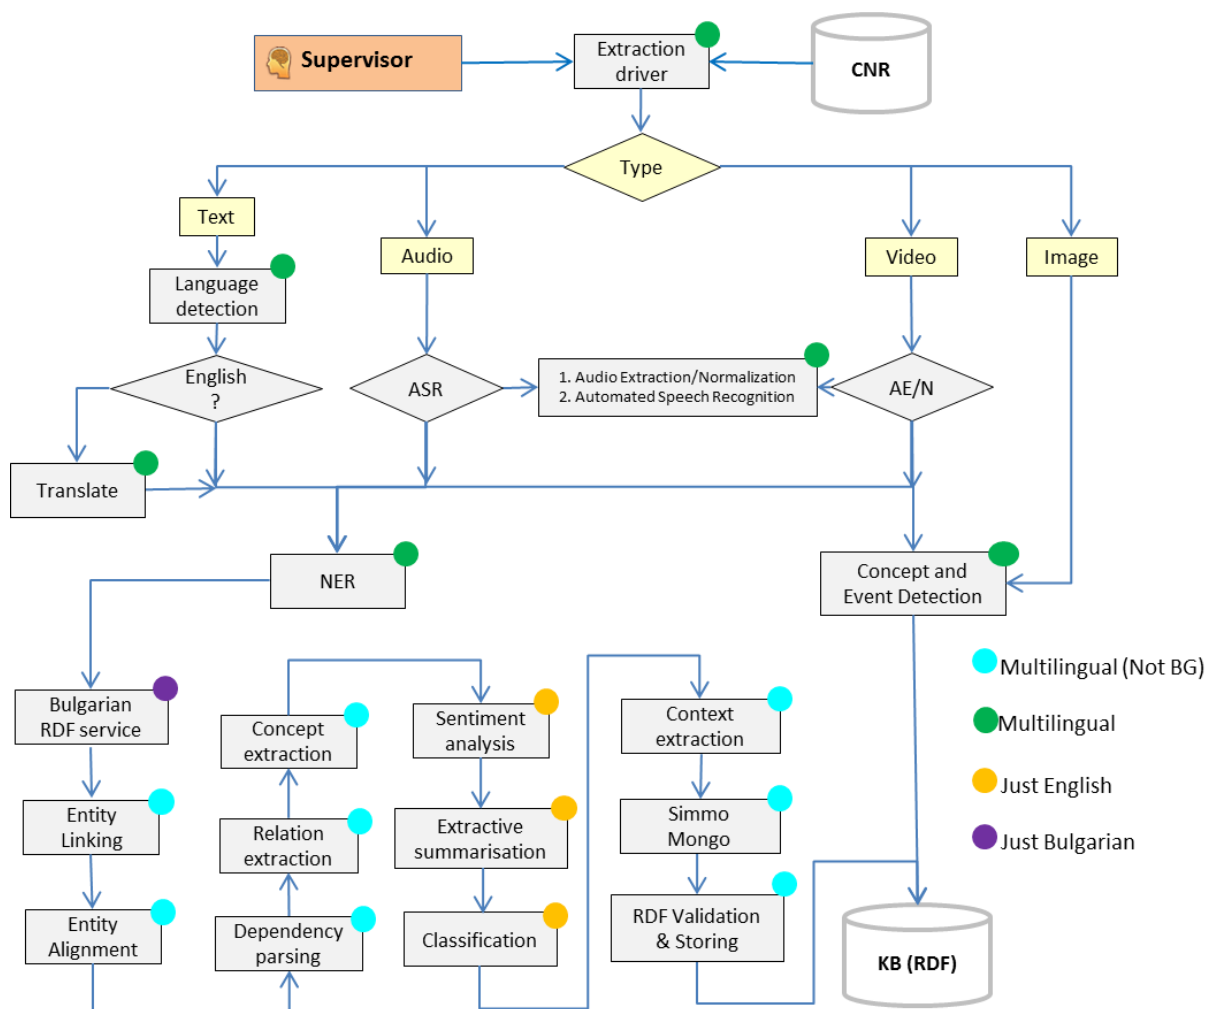 Supervisor
Extraction
driver
CNR
Type
Text
Audio
Video
Image
Language
detection
English
?
ASR
1. Audio Extraction/Normalization
2. Automated Speech Recognition
AE/N
Translate
NER
Concept and
Event Detection
Bulgarian
RDF service
Concept
extraction
Sentiment
analysis
Context
extraction
Multilingual (Not BG)
Multilingual
Just English
Just Bulgarian
Entity
Linking
Relation
extraction
Extractive
summarisation
Simmo
Mongo
Entity
Alignment
Dependency
parsing
Classification
RDF Validation
& Storing
KB (RDF)